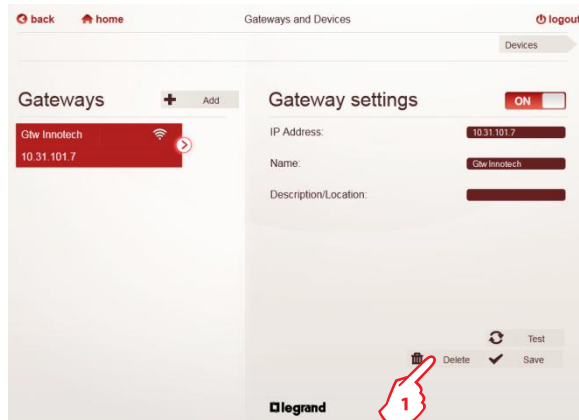 back home Gateways and Devices logout
Devices
Gateways Add
Gateway settings ON
Gtw Innotech
10.31.101.7
IP Address: 10.31.101.7
Name: Gtw Innotech
Description/Location:
Test
Delete Save
1
legrand